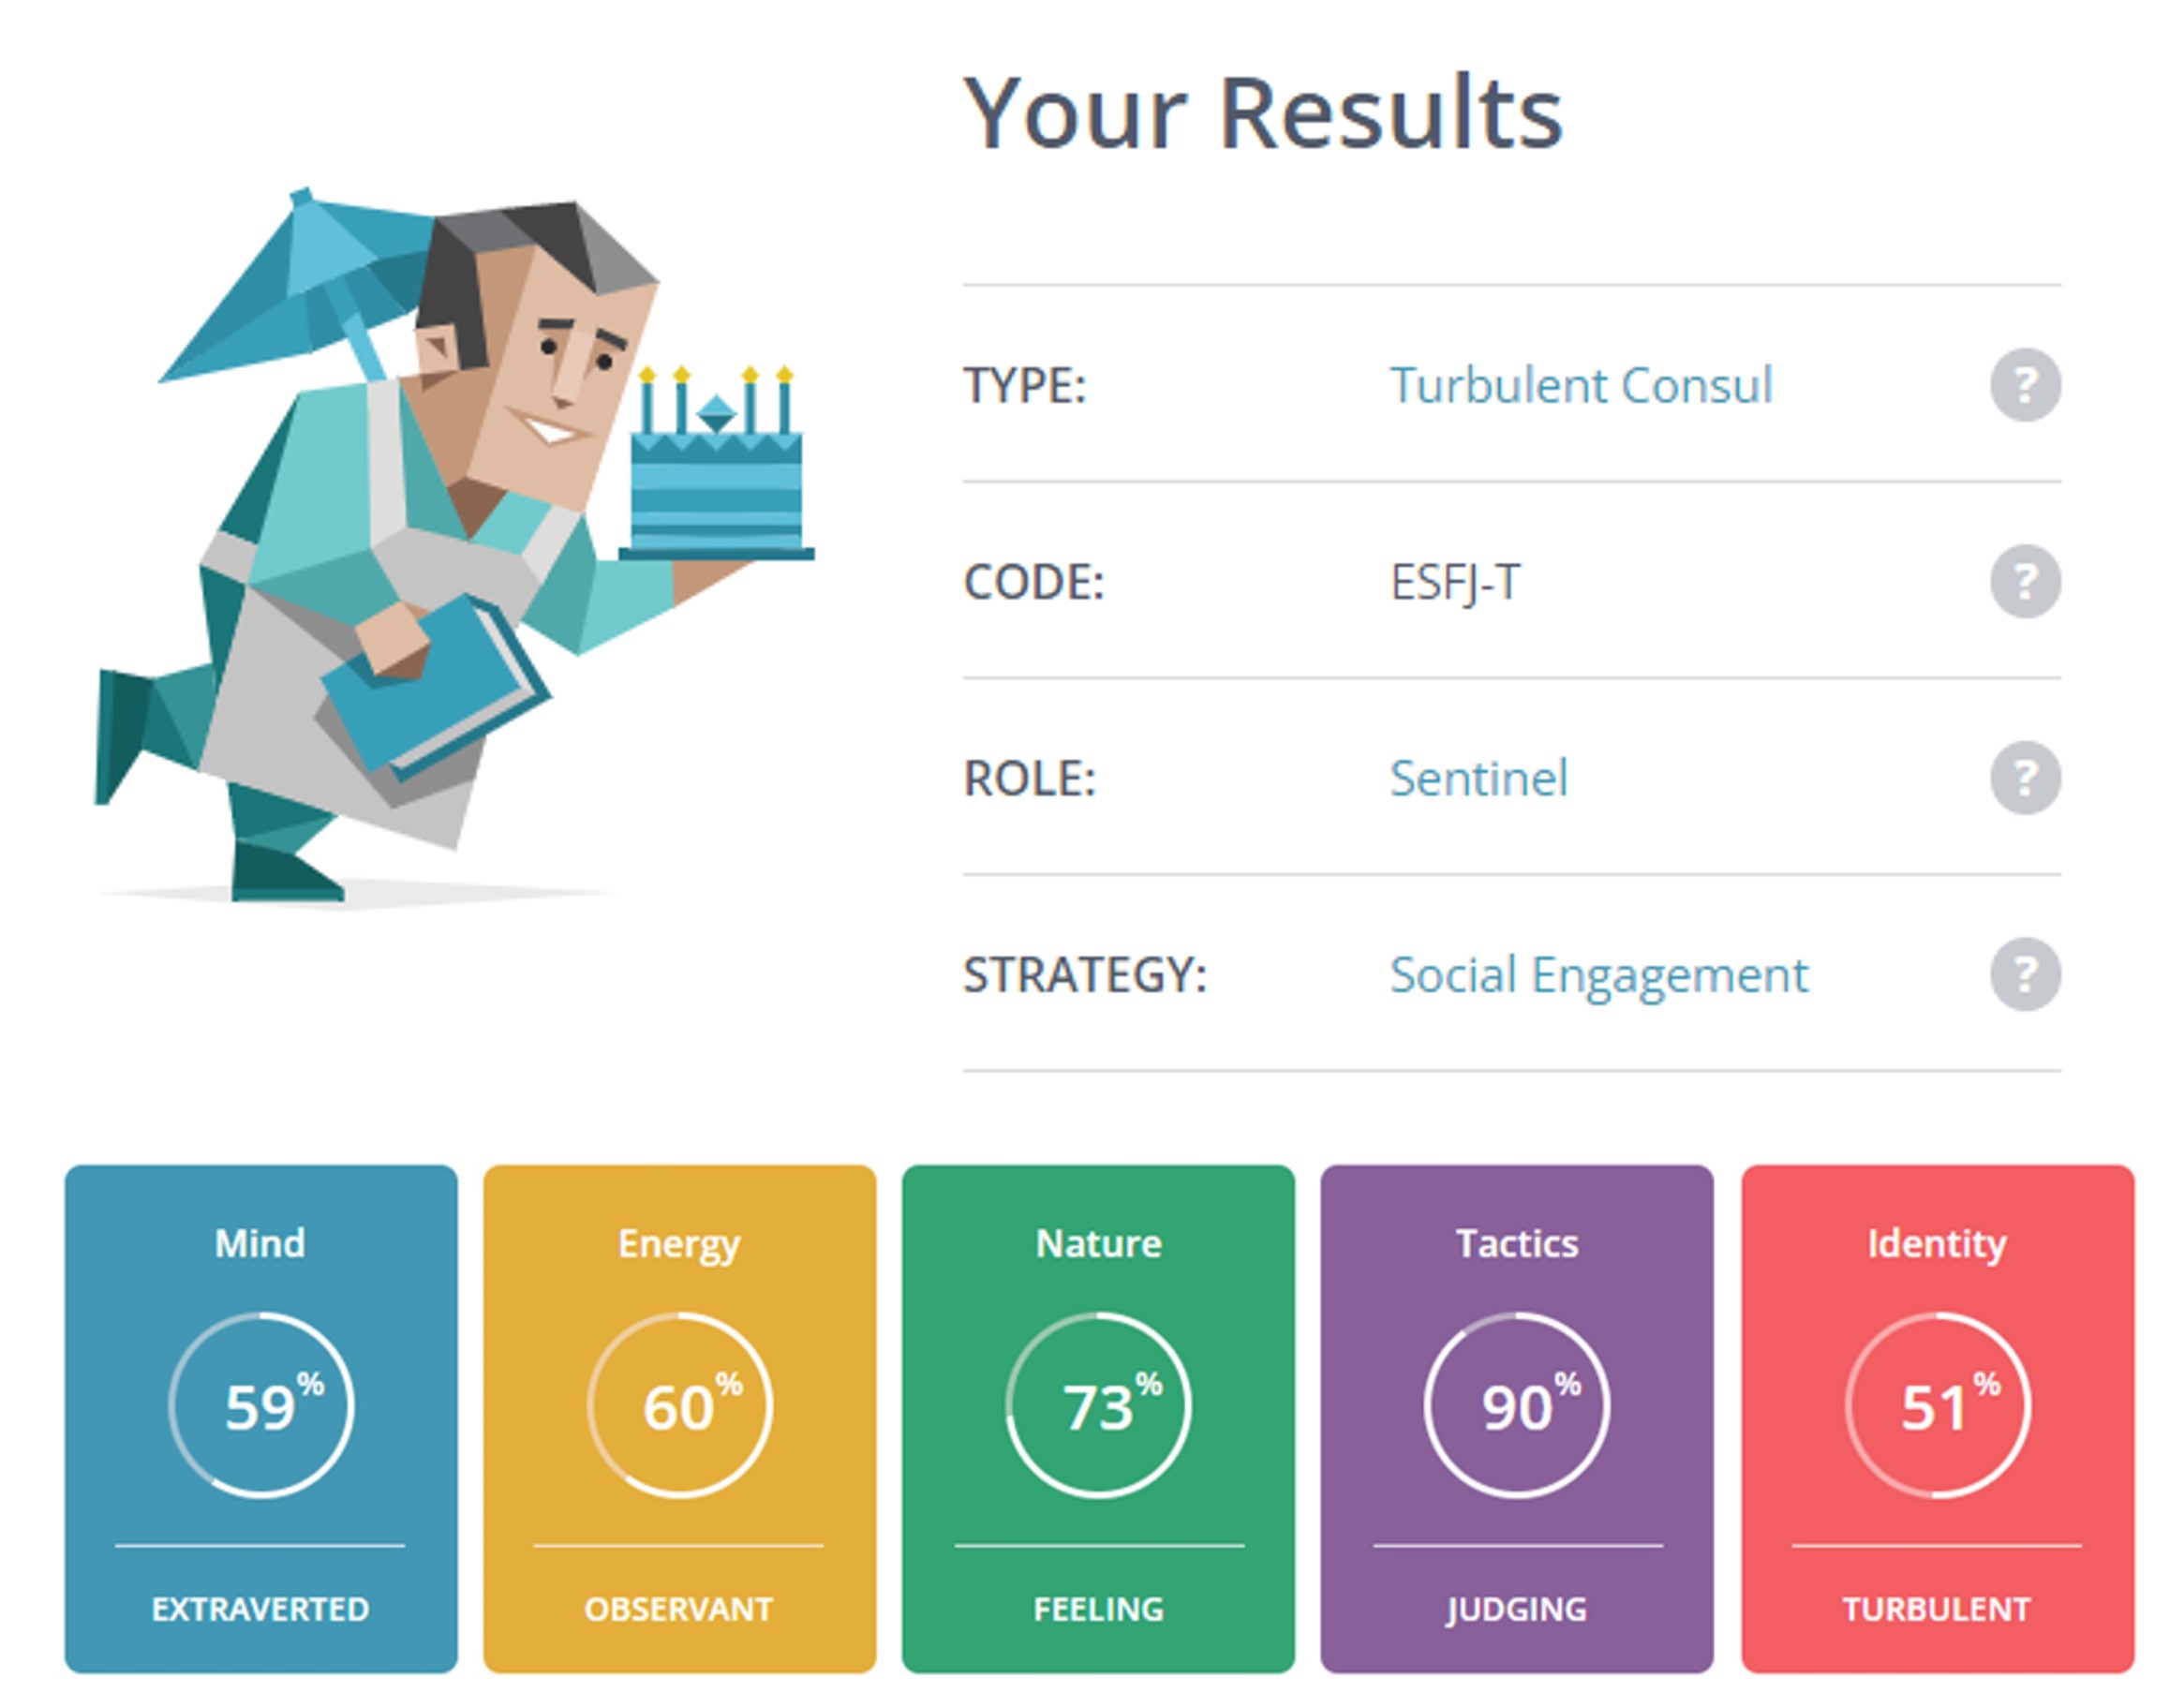 Your Results
TYPE: Turbulent Consul ?
CODE: ESFJ-T ?
ROLE: Sentinel ?
STRATEGY: Social Engagement ?
Mind
59%
EXTRAVERTED
Energy
60%
OBSERVANT
Nature
73%
FEELING
Tactics
90%
JUDGING
Identity
51%
TURBULENT